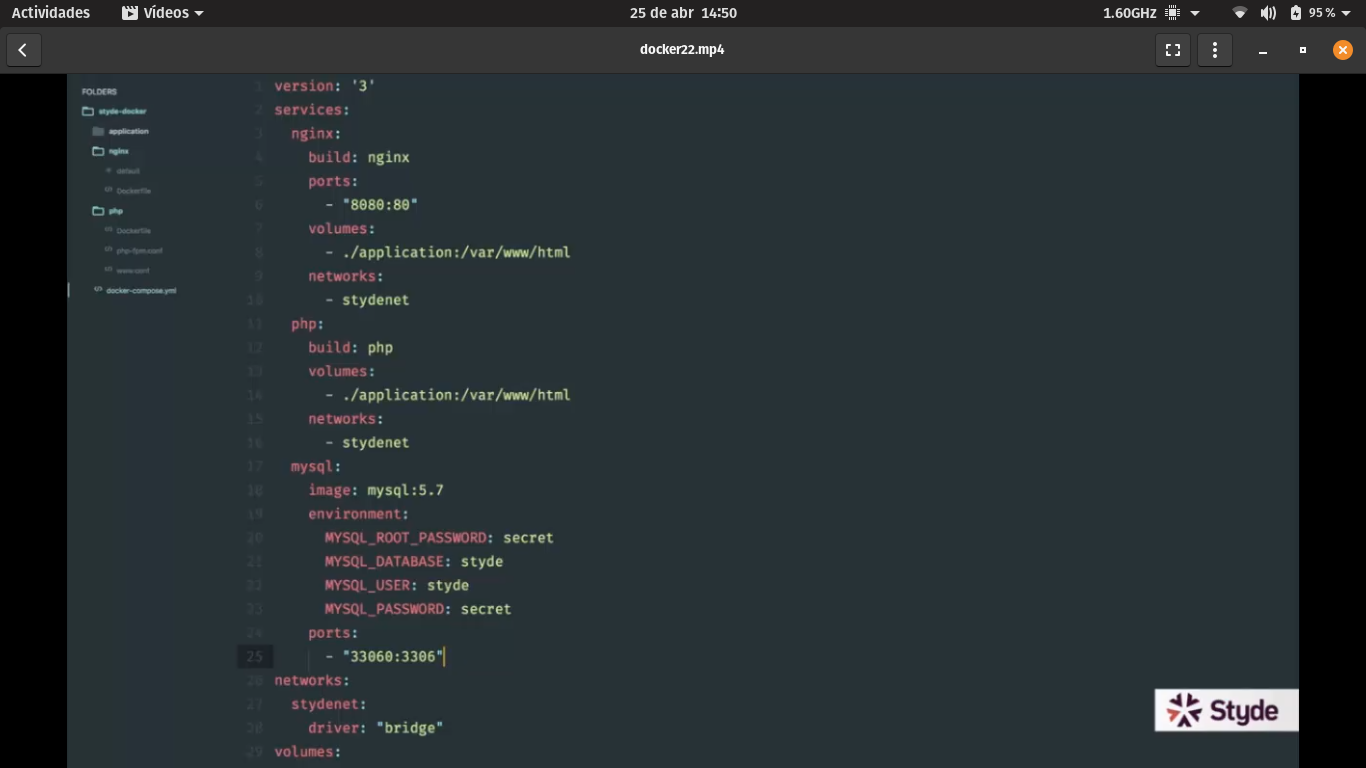 Actividades
Vídeos
25 de abr 14:50
1.60GHz
95 %
docker22.mp4
FOLDERS
styde-docker
application
nginx
default
Dockerfile
php
Dockerfile
php-fpm.conf
www.conf
docker-compose.yml
1 version: '3'
2 services:
3 nginx:
4 build: nginx
5 ports:
6 - "8080:80"
7 volumes:
8 - ./application:/var/www/html
9 networks:
10 - stydenet
11 php:
12 build: php
13 volumes:
14 - ./application:/var/www/html
15 networks:
16 - stydenet
17 mysql:
18 image: mysql:5.7
19 environment:
20 MYSQL_ROOT_PASSWORD: secret
21 MYSQL_DATABASE: styde
22 MYSQL_USER: styde
23 MYSQL_PASSWORD: secret
24 ports:
25 - "33060:3306"
26 networks:
27 stydenet:
28 driver: "bridge"
29 volumes:
Styde